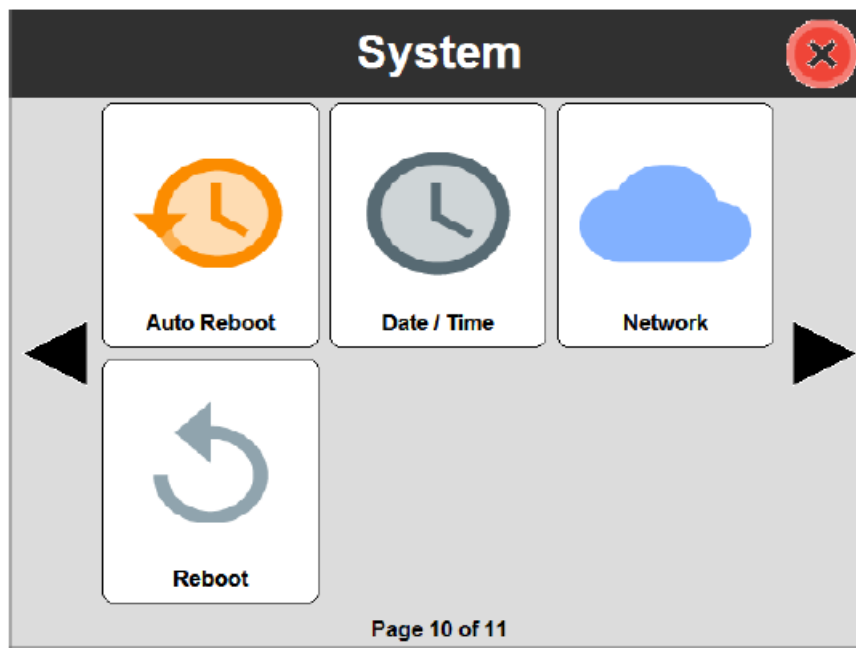 System
Auto Reboot
Date / Time
Network
Reboot
Page 10 of 11